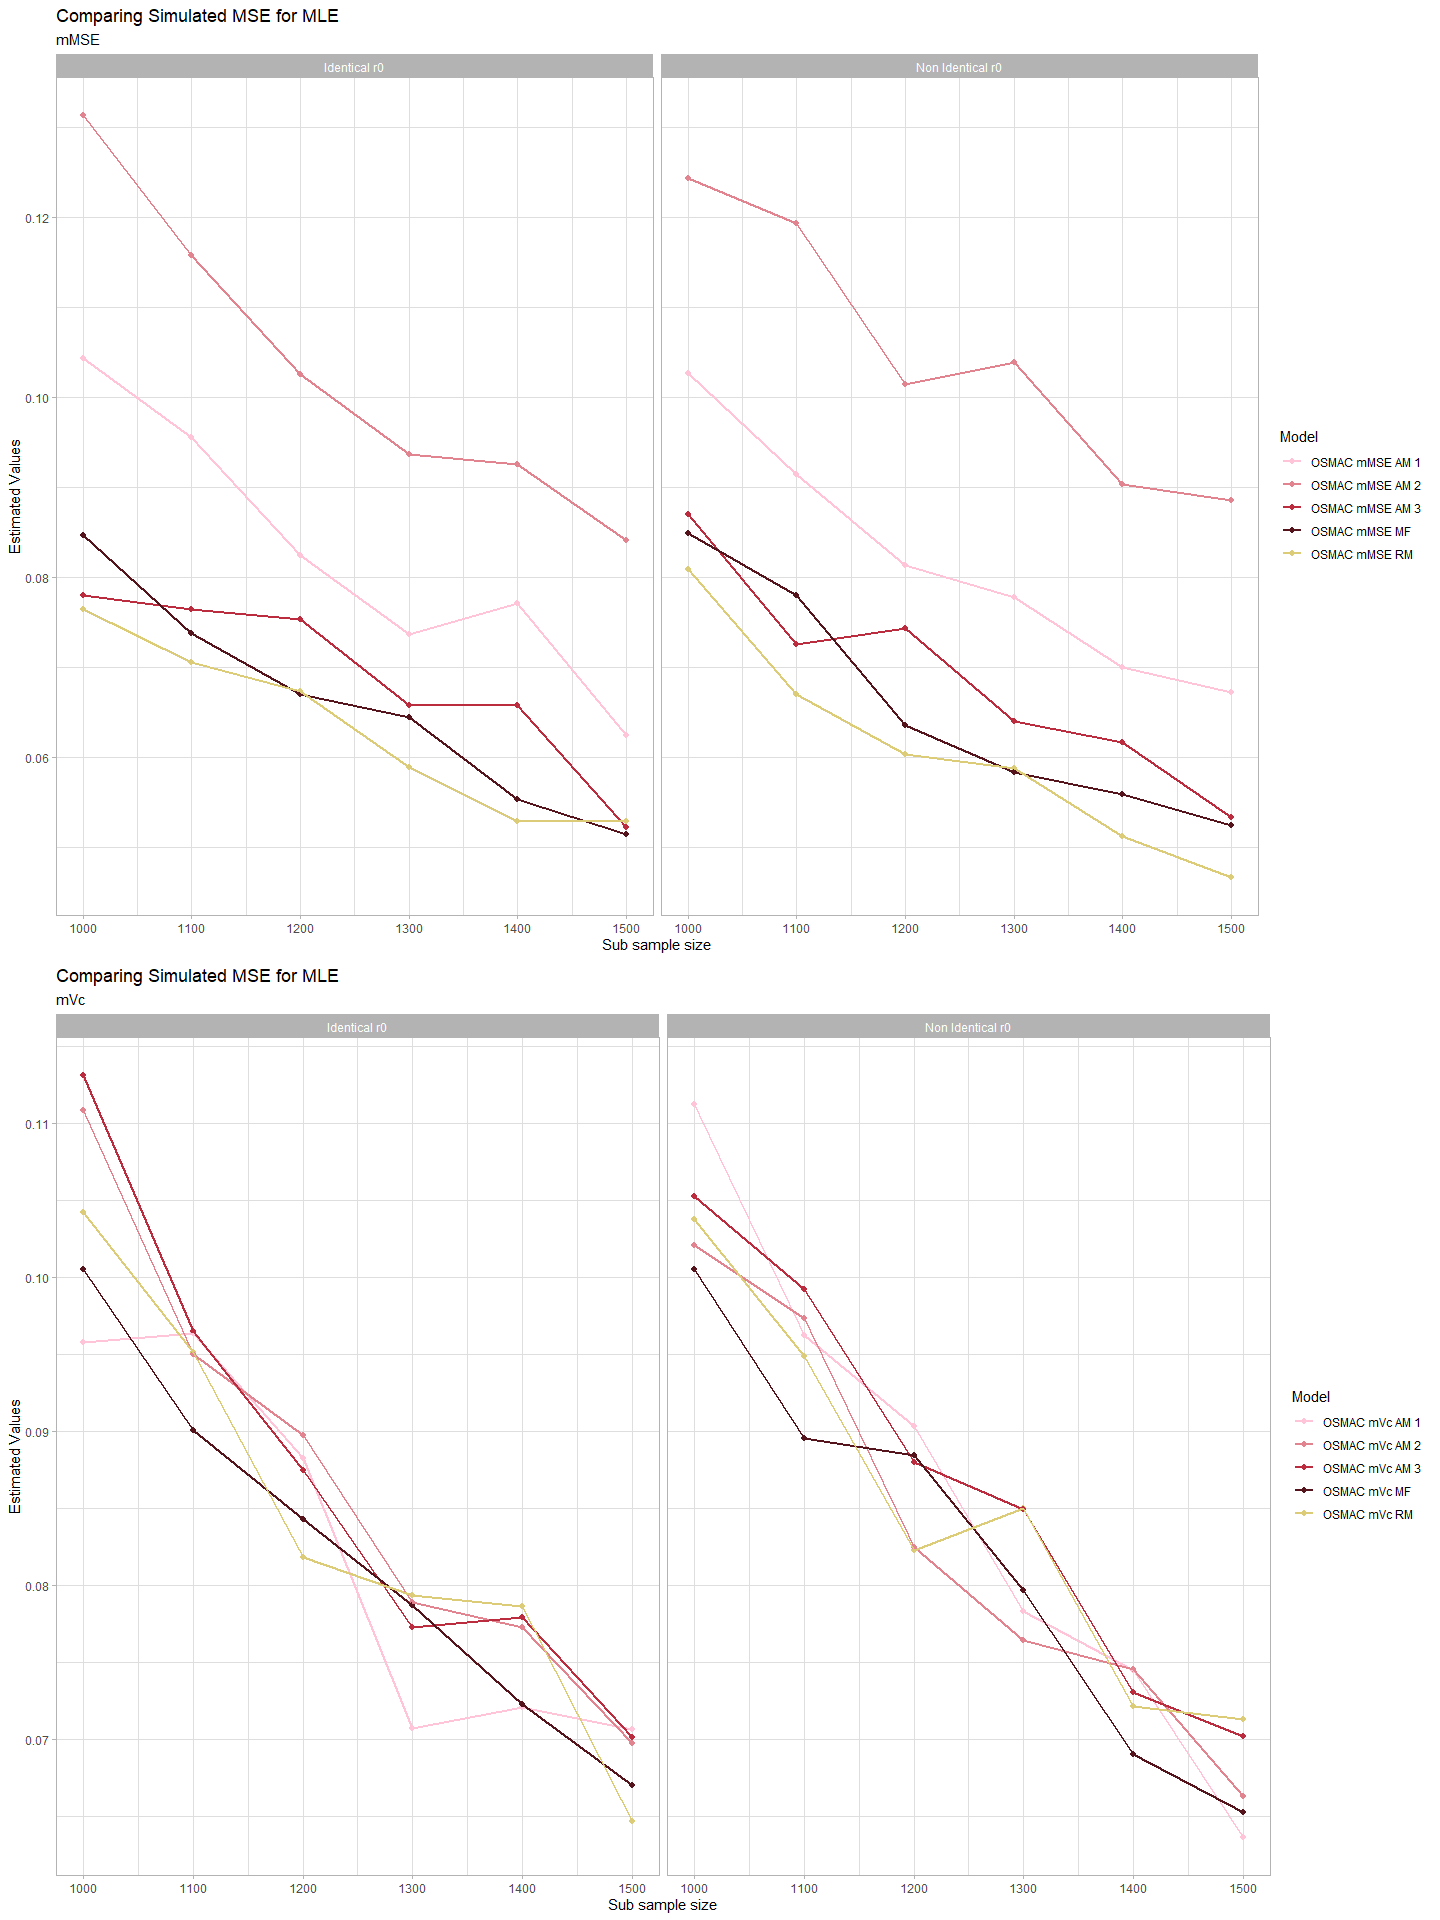 Comparing Simulated MSE for MLE
mMSE
Identical r0
Non Identical r0
Estimated Values
0.12
0.10
0.08
0.06
1000 1100 1200 1300 1400 1500
1000 1100 1200 1300 1400 1500
Sub sample size
Model
OSMAC mMSE AM 1
OSMAC mMSE AM 2
OSMAC mMSE AM 3
OSMAC mMSE MF
OSMAC mMSE RM
Comparing Simulated MSE for MLE
mVc
Identical r0
Non Identical r0
Estimated Values
0.11
0.10
0.09
0.08
0.07
1000 1100 1200 1300 1400 1500
1000 1100 1200 1300 1400 1500
Sub sample size
Model
OSMAC mVc AM 1
OSMAC mVc AM 2
OSMAC mVc AM 3
OSMAC mVc MF
OSMAC mVc RM